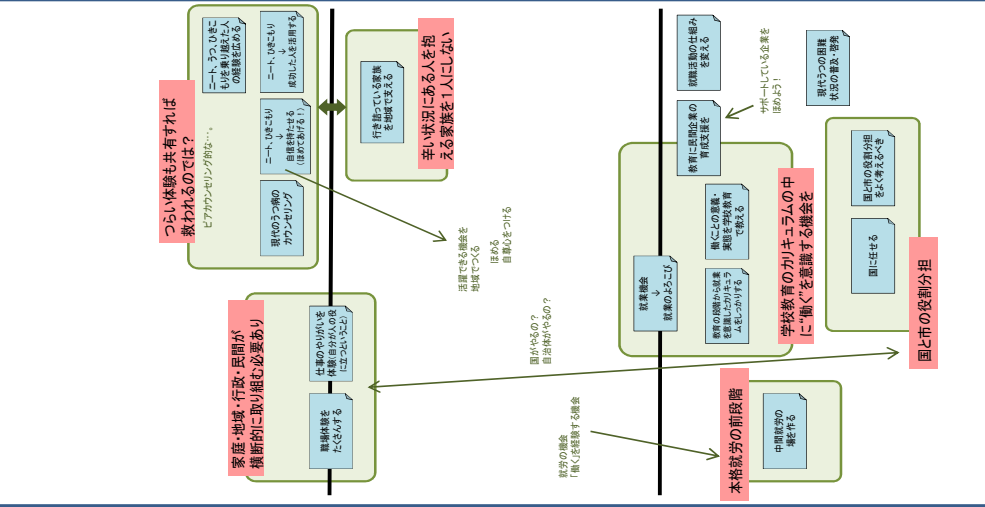 つらい体験も共有すれば
救われるのでは？
ピアカウンセリング的な…。
ニート、うつ、ひきこ
もりを乗り越えた人
の経験を広める
ニート、ひきこもり
↓
成功した人を活用する
ニート、ひきこもり
↓
自信を持たせる
（ほめてあげる！）
現代のうつ病の
カウンセリング
辛い状況にある人を抱
える家族を１人にしない
行き詰っている家族
を地域で支える
活躍できる機会を
地域でつくる
ほめる
自尊心をつける
家庭・地域・行政・民間が
横断的に取り組む必要あり
仕事のやりがいを
体験（自分が人の役
に立つということ）
職場体験を
たくさんする
国がやるの？
自治体がやるの？
就労の機会
「働く」を経験する機会
就職活動の仕組み
を変える
サポートしている企業を
ほめよう！
現代うつの困難
状況の普及・啓発
教育に民間企業の
育成支援を
働くことの意義・
実態を学校教育
で教える
就業機会
↓
就業のよろこび
教育の段階から就業
を意識したカリキュラ
ムをしっかりする
学校教育のカリキュラムの中
に“働く”を意識する機会を
国と市の役割分担
をよく考えるべき
国に任せる
国と市の役割分担
本格就労の前段階
中間就労の
場を作る